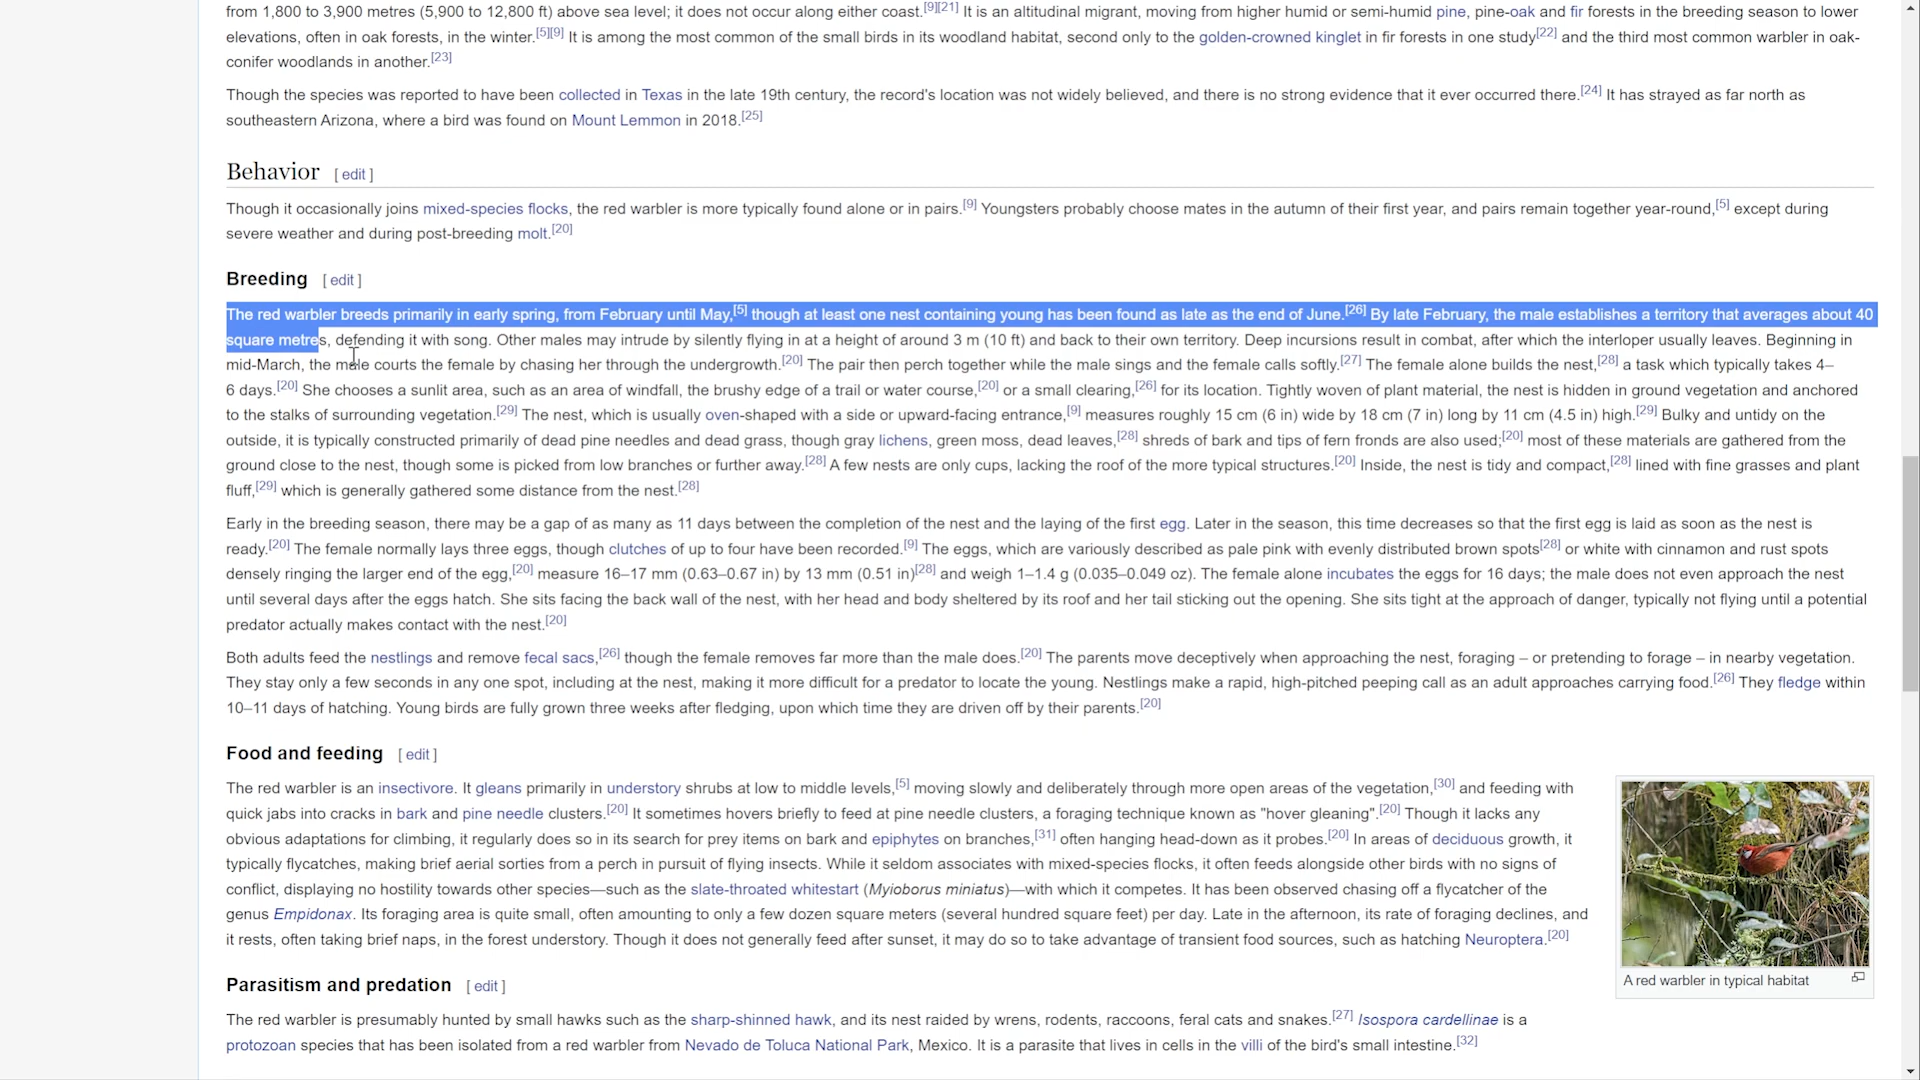 from 1,800 to 3,900 metres (5,900 to 12,800 ft) above sea level; it does not occur along either coast.[9][21] It is an altitudinal migrant, moving from higher humid or semi-humid pine, pine-oak and fir forests in the breeding season to lower
elevations, often in oak forests, in the winter.[5][9] It is among the most common of the small birds in its woodland habitat, second only to the golden-crowned kinglet in fir forests in one study[22] and the third most common warbler in oak-
conifer woodlands in another.[23]
Though the species was reported to have been collected in Texas in the late 19th century, the record's location was not widely believed, and there is no strong evidence that it ever occurred there.[24] It has strayed as far north as
southeastern Arizona, where a bird was found on Mount Lemmon in 2018.[25]
Behavior [ edit ]
Though it occasionally joins mixed-species flocks, the red warbler is more typically found alone or in pairs.[9] Youngsters probably choose mates in the autumn of their first year, and pairs remain together year-round,[5] except during
severe weather and during post-breeding molt.[20]
Breeding [ edit ]
The red warbler breeds primarily in early spring, from February until May,[5] though at least one nest containing young has been found as late as the end of June.[26] By late February, the male establishes a territory that averages about 40
square metres, defending it with song. Other males may intrude by silently flying in at a height of around 3 m (10 ft) and back to their own territory. Deep incursions result in combat, after which the interloper usually leaves. Beginning in
mid-March, the male courts the female by chasing her through the undergrowth.[20] The pair then perch together while the male sings and the female calls softly.[27] The female alone builds the nest,[28] a task which typically takes 4–
6 days.[20] She chooses a sunlit area, such as an area of windfall, the brushy edge of a trail or water course,[20] or a small clearing,[26] for its location. Tightly woven of plant material, the nest is hidden in ground vegetation and anchored
to the stalks of surrounding vegetation.[29] The nest, which is usually oven-shaped with a side or upward-facing entrance,[9] measures roughly 15 cm (6 in) wide by 18 cm (7 in) long by 11 cm (4.5 in) high.[29] Bulky and untidy on the
outside, it is typically constructed primarily of dead pine needles and dead grass, though gray lichens, green moss, dead leaves,[28] shreds of bark and tips of fern fronds are also used;[20] most of these materials are gathered from the
ground close to the nest, though some is picked from low branches or further away.[28] A few nests are only cups, lacking the roof of the more typical structures.[20] Inside, the nest is tidy and compact,[28] lined with fine grasses and plant
fluff,[29] which is generally gathered some distance from the nest.[28]
Early in the breeding season, there may be a gap of as many as 11 days between the completion of the nest and the laying of the first egg. Later in the season, this time decreases so that the first egg is laid as soon as the nest is
ready.[20] The female normally lays three eggs, though clutches of up to four have been recorded.[9] The eggs, which are variously described as pale pink with evenly distributed brown spots[28] or white with cinnamon and rust spots
densely ringing the larger end of the egg,[20] measure 16–17 mm (0.63–0.67 in) by 13 mm (0.51 in)[28] and weigh 1–1.4 g (0.035–0.049 oz). The female alone incubates the eggs for 16 days; the male does not even approach the nest
until several days after the eggs hatch. She sits facing the back wall of the nest, with her head and body sheltered by its roof and her tail sticking out the opening. She sits tight at the approach of danger, typically not flying until a potential
predator actually makes contact with the nest.[20]
Both adults feed the nestlings and remove fecal sacs,[26] though the female removes far more than the male does.[20] The parents move deceptively when approaching the nest, foraging – or pretending to forage – in nearby vegetation.
They stay only a few seconds in any one spot, including at the nest, making it more difficult for a predator to locate the young. Nestlings make a rapid, high-pitched peeping call as an adult approaches carrying food.[26] They fledge within
10–11 days of hatching. Young birds are fully grown three weeks after fledging, upon which time they are driven off by their parents.[20]
Food and feeding [ edit ]
The red warbler is an insectivore. It gleans primarily in understory shrubs at low to middle levels,[5] moving slowly and deliberately through more open areas of the vegetation,[30] and feeding with
quick jabs into cracks in bark and pine needle clusters.[20] It sometimes hovers briefly to feed at pine needle clusters, a foraging technique known as "hover gleaning".[20] Though it lacks any
obvious adaptations for climbing, it regularly does so in its search for prey items on bark and epiphytes on branches,[31] often hanging head-down as it probes.[20] In areas of deciduous growth, it
typically flycatches, making brief aerial sorties from a perch in pursuit of flying insects. While it seldom associates with mixed-species flocks, it often feeds alongside other birds with no signs of
conflict, displaying no hostility towards other species—such as the slate-throated whitestart (Myioborus miniatus)—with which it competes. It has been observed chasing off a flycatcher of the
genus Empidonax. Its foraging area is quite small, often amounting to only a few dozen square meters (several hundred square feet) per day. Late in the afternoon, its rate of foraging declines, and
it rests, often taking brief naps, in the forest understory. Though it does not generally feed after sunset, it may do so to take advantage of transient food sources, such as hatching Neuroptera.[20]
A red warbler in typical habitat
Parasitism and predation [ edit ]
The red warbler is presumably hunted by small hawks such as the sharp-shinned hawk, and its nest raided by wrens, rodents, raccoons, feral cats and snakes.[27] Isospora cardellinae is a
protozoan species that has been isolated from a red warbler from Nevado de Toluca National Park, Mexico. It is a parasite that lives in cells in the villi of the bird's small intestine.[32]